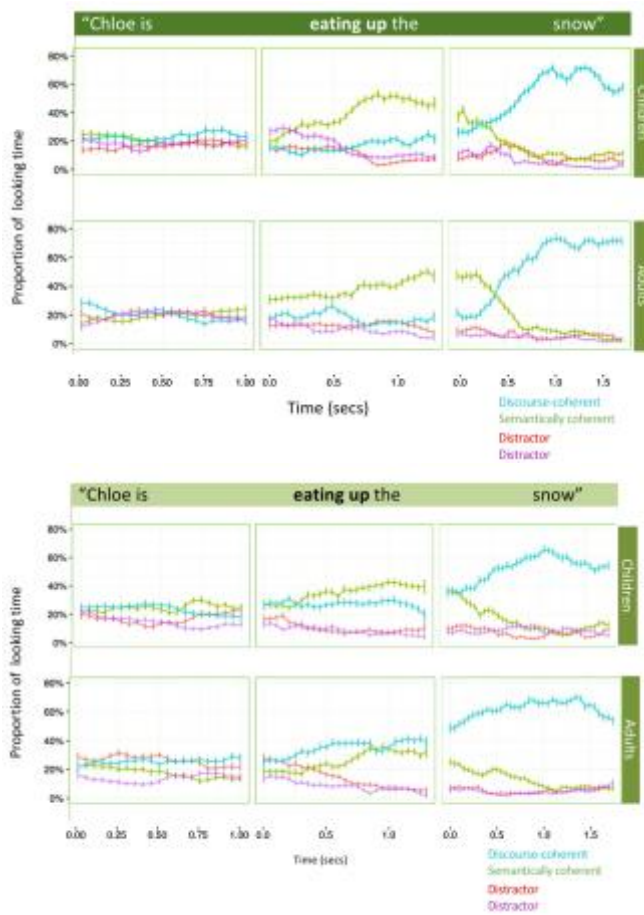 "Chloe is eating up the snow"
80%
60%
40%
20%
0%
Children
80%
60%
40%
20%
0%
Adults
Proportion of looking time
0.00 0.25 0.50 0.75 1.00 0.0 0.5 1.0 0.0 0.5 1.0 1.5
Time (secs)
Discourse-coherent
Semantically coherent
Distractor
Distractor
"Chloe is eating up the snow"
80%
60%
40%
20%
0%
Children
80%
60%
40%
20%
0%
Adults
Proportion of looking time
0.00 0.25 0.50 0.75 1.00 0.0 0.5 1.0 0.0 0.5 1.0 1.5
Time (secs)
Discourse-coherent
Semantically coherent
Distractor
Distractor